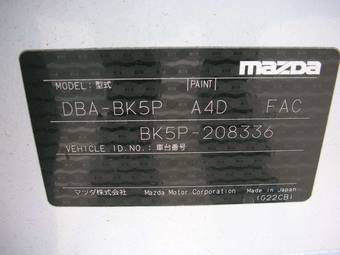 mazda
MODEL: 型式 PAINT
DBA-BK5P A4D FAC
BK5P-208336
VEHICLE ID.NO.: 車台番号
マツダ株式会社 Mazda Motor Corporation Made in Japan
(G22CB)